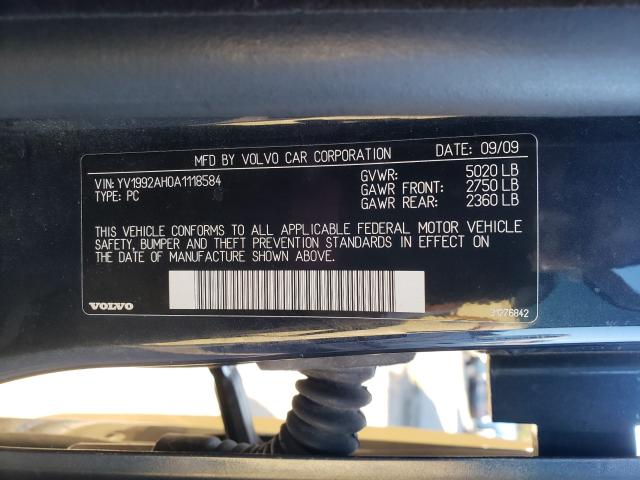 MFD BY VOLVO CAR CORPORATION DATE: 09/09
VIN: YV1992AH0A1118584
TYPE: PC
GVWR: 5020 LB
GAWR FRONT: 2750 LB
GAWR REAR: 2360 LB
THIS VEHICLE CONFORMS TO ALL APPLICABLE FEDERAL MOTOR VEHICLE
SAFETY, BUMPER AND THEFT PREVENTION STANDARDS IN EFFECT ON
THE DATE OF MANUFACTURE SHOWN ABOVE.
VOLVO
31276842